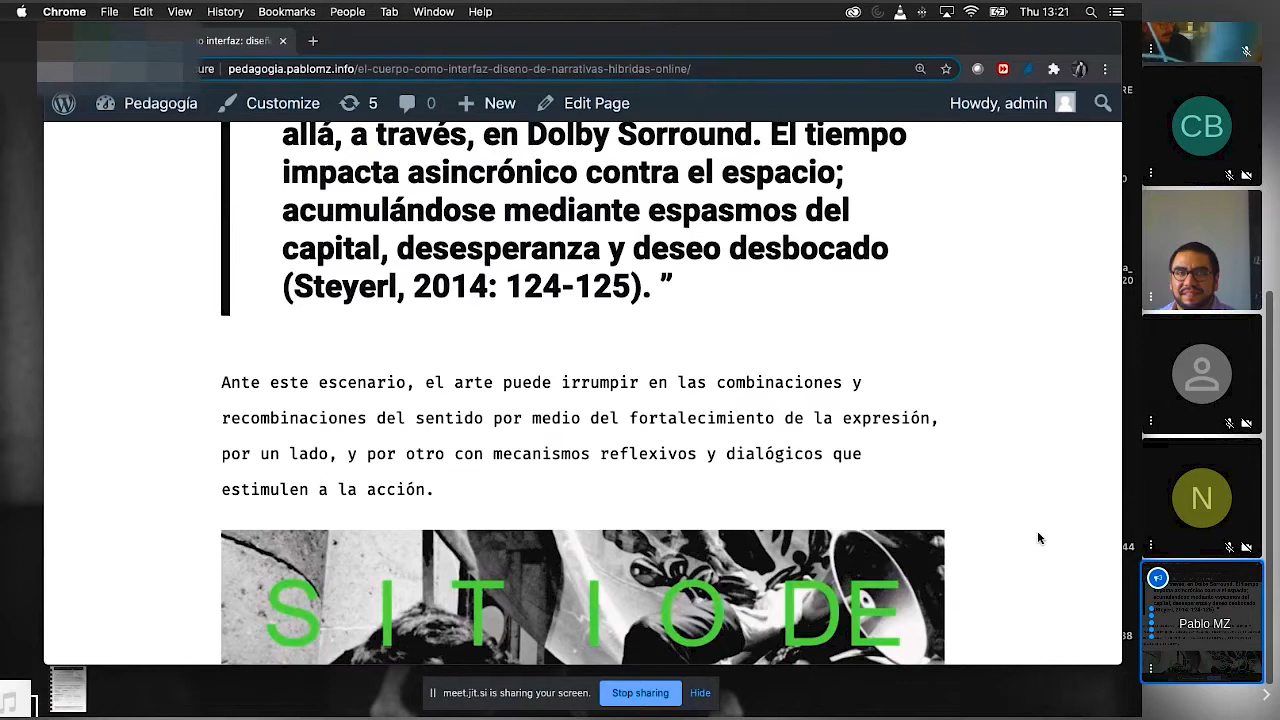 Chrome File Edit View History Bookmarks People Tab Window Help Thu 13:21
o interfaz: diseñ
pedagogia.pablomz.info/el-cuerpo-como-interfaz-diseno-de-narrativas-hibridas-online/
Pedagogía Customize 5 0 New Edit Page Howdy, admin
allá, a través, en Dolby Sorround. El tiempo
impacta asincrónico contra el espacio;
acumulándose mediante espasmos del
capital, desesperanza y deseo desbocado
(Steyerl, 2014: 124-125). ”
Ante este escenario, el arte puede irrumpir en las combinaciones y
recombinaciones del sentido por medio del fortalecimiento de la expresión,
por un lado, y por otro con mecanismos reflexivos y dialógicos que
estimulen a la acción.
S I T I O DE
meet.jit.si is sharing your screen. Stop sharing Hide
CB
N
Pablo MZ